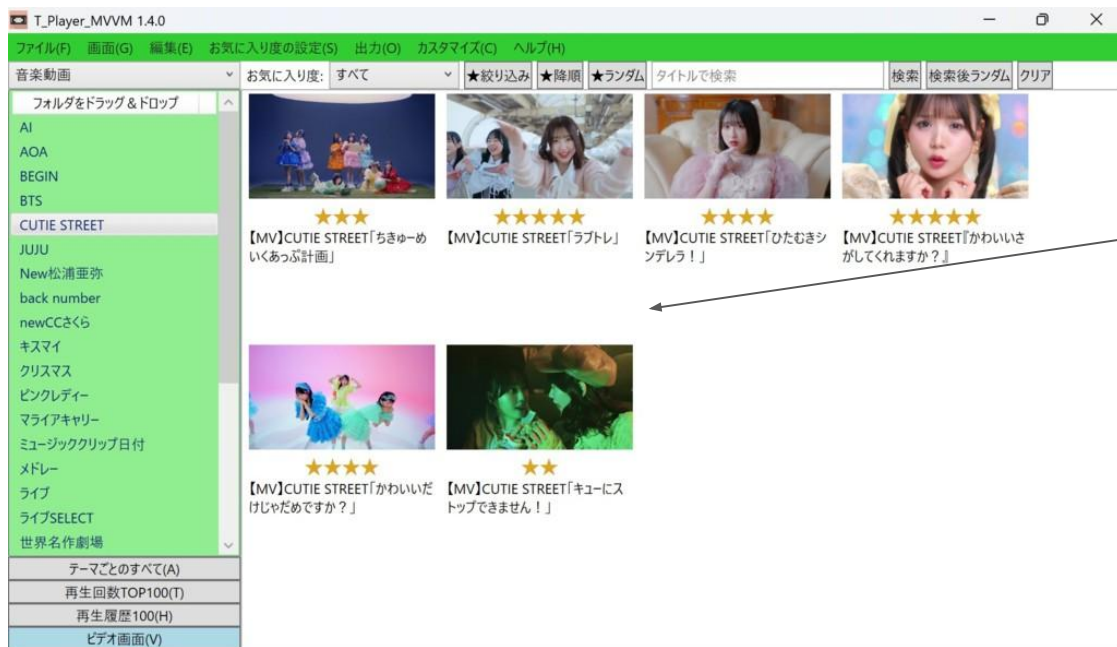 T_Player_MVVM 1.4.0
ファイル(F) 画面(G) 編集(E) お気に入り度の設定(S) 出力(O) カスタマイズ(C) ヘルプ(H)
音楽動画 お気に入り度: すべて ★絞り込み ★降順 ★ランダム タイトルで検索 検索 検索後ランダム クリア
フォルダをドラッグ&ドロップ
AI
AOA
BEGIN
BTS
CUTIE STREET
JUJU
New松浦亜弥
back number
newCCさくら
キスマイ
クリスマス
ピンクレディー
マライアキャリー
ミュージッククリップ日付
メドレー
ライブ
ライブSELECT
世界名作劇場
テーマごとのすべて(A)
再生回数TOP100(T)
再生履歴100(H)
ビデオ画面(V)
★★★
【MV】CUTIE STREET「ちきゅーめ
いくあっぷ計画」
★★★★★
【MV】CUTIE STREET「ラブトレ」
★★★★
【MV】CUTIE STREET「ひたむきシ
ンデレラ!」
★★★★★
【MV】CUTIE STREET『かわいいさ
がしてくれますか?』
★★★★
【MV】CUTIE STREET「かわいいだ
けじゃだめですか?」
★★
【MV】CUTIE STREET「キューにス
トップできません!」